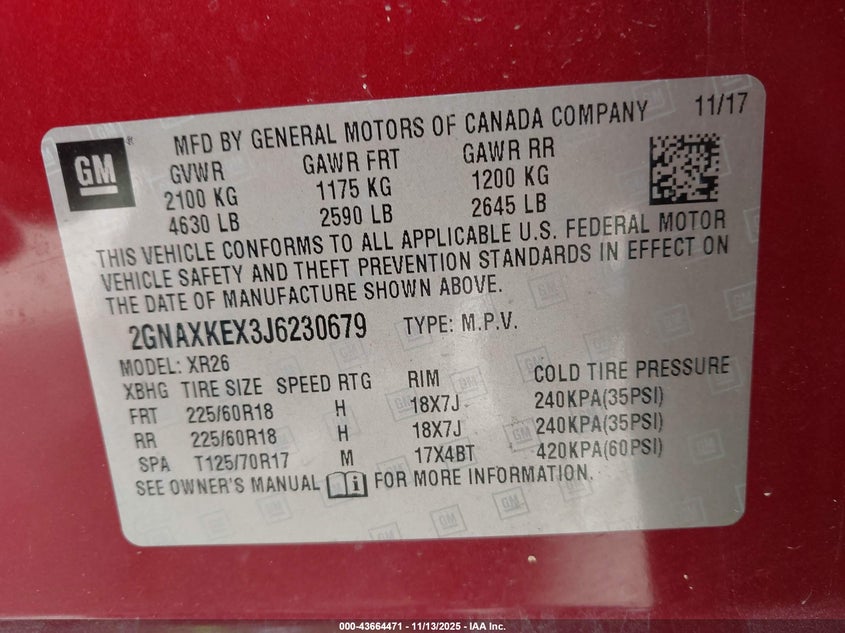 GM
MFD BY GENERAL MOTORS OF CANADA COMPANY 11/17
GVWR GAWR FRT GAWR RR
2100 KG 1175 KG 1200 KG
4630 LB 2590 LB 2645 LB
THIS VEHICLE CONFORMS TO ALL APPLICABLE U.S. FEDERAL MOTOR
VEHICLE SAFETY AND THEFT PREVENTION STANDARDS IN EFFECT ON
THE DATE OF MANUFACTURE SHOWN ABOVE.
2GNAXKEX3J6230679 TYPE: M.P.V.
MODEL: XR26
XBHG TIRE SIZE SPEED RTG RIM COLD TIRE PRESSURE
FRT 225/60R18 H 18X7J 240KPA(35PSI)
RR 225/60R18 H 18X7J 240KPA(35PSI)
SPA T125/70R17 M 17X4BT 420KPA(60PSI)
SEE OWNER'S MANUAL i FOR MORE INFORMATION.
000-43664471 - 11/13/2025 - IAA Inc.